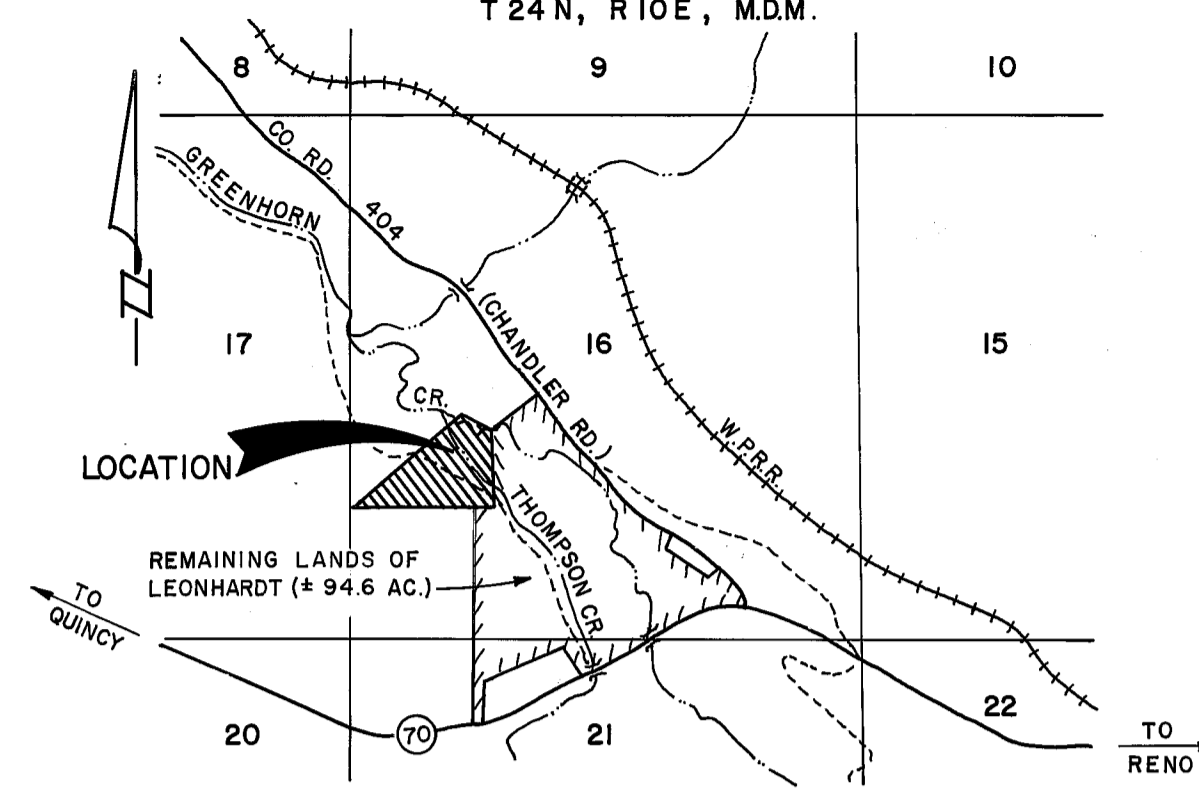 T 24 N, R 10 E, M.D.M.
8
9
10
CO. RD. 404
GREENHORN
(CHANDLER RD.)
17
16
15
CR.
W.P.R.R.
LOCATION
THOMPSON CR.
REMAINING LANDS OF
LEONHARDT (± 94.6 AC.)
TO
QUINCY
20
70
21
22
TO
RENO
N